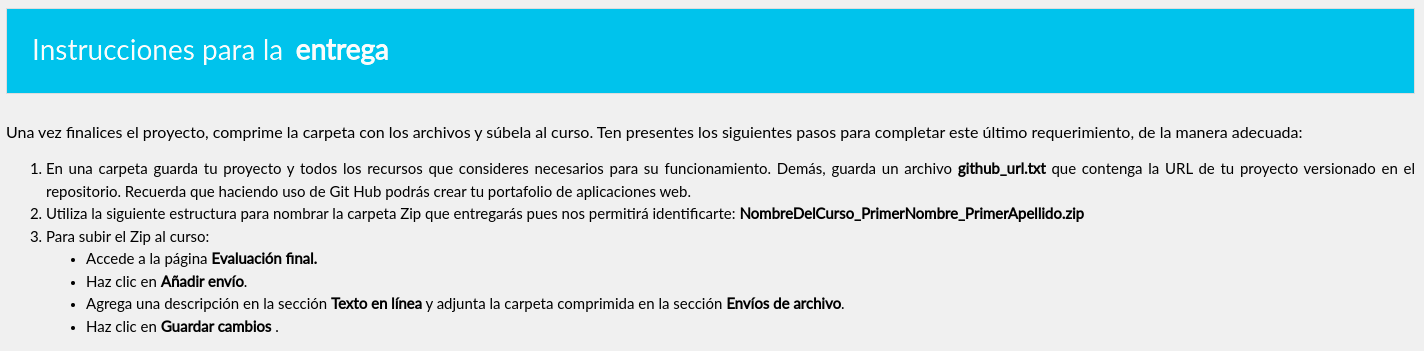 Instrucciones para la entrega
Una vez finalices el proyecto, comprime la carpeta con los archivos y súbela al curso. Ten presentes los siguientes pasos para completar este último requerimiento, de la manera adecuada:
1. En una carpeta guarda tu proyecto y todos los recursos que consideres necesarios para su funcionamiento. Demás, guarda un archivo github_url.txt que contenga la URL de tu proyecto versionado en el
repositorio. Recuerda que haciendo uso de Git Hub podrás crear tu portafolio de aplicaciones web.
2. Utiliza la siguiente estructura para nombrar la carpeta Zip que entregarás pues nos permitirá identificarte: NombreDelCurso_PrimerNombre_PrimerApellido.zip
3. Para subir el Zip al curso:
• Accede a la página Evaluación final.
• Haz clic en Añadir envío.
• Agrega una descripción en la sección Texto en línea y adjunta la carpeta comprimida en la sección Envíos de archivo.
• Haz clic en Guardar cambios .